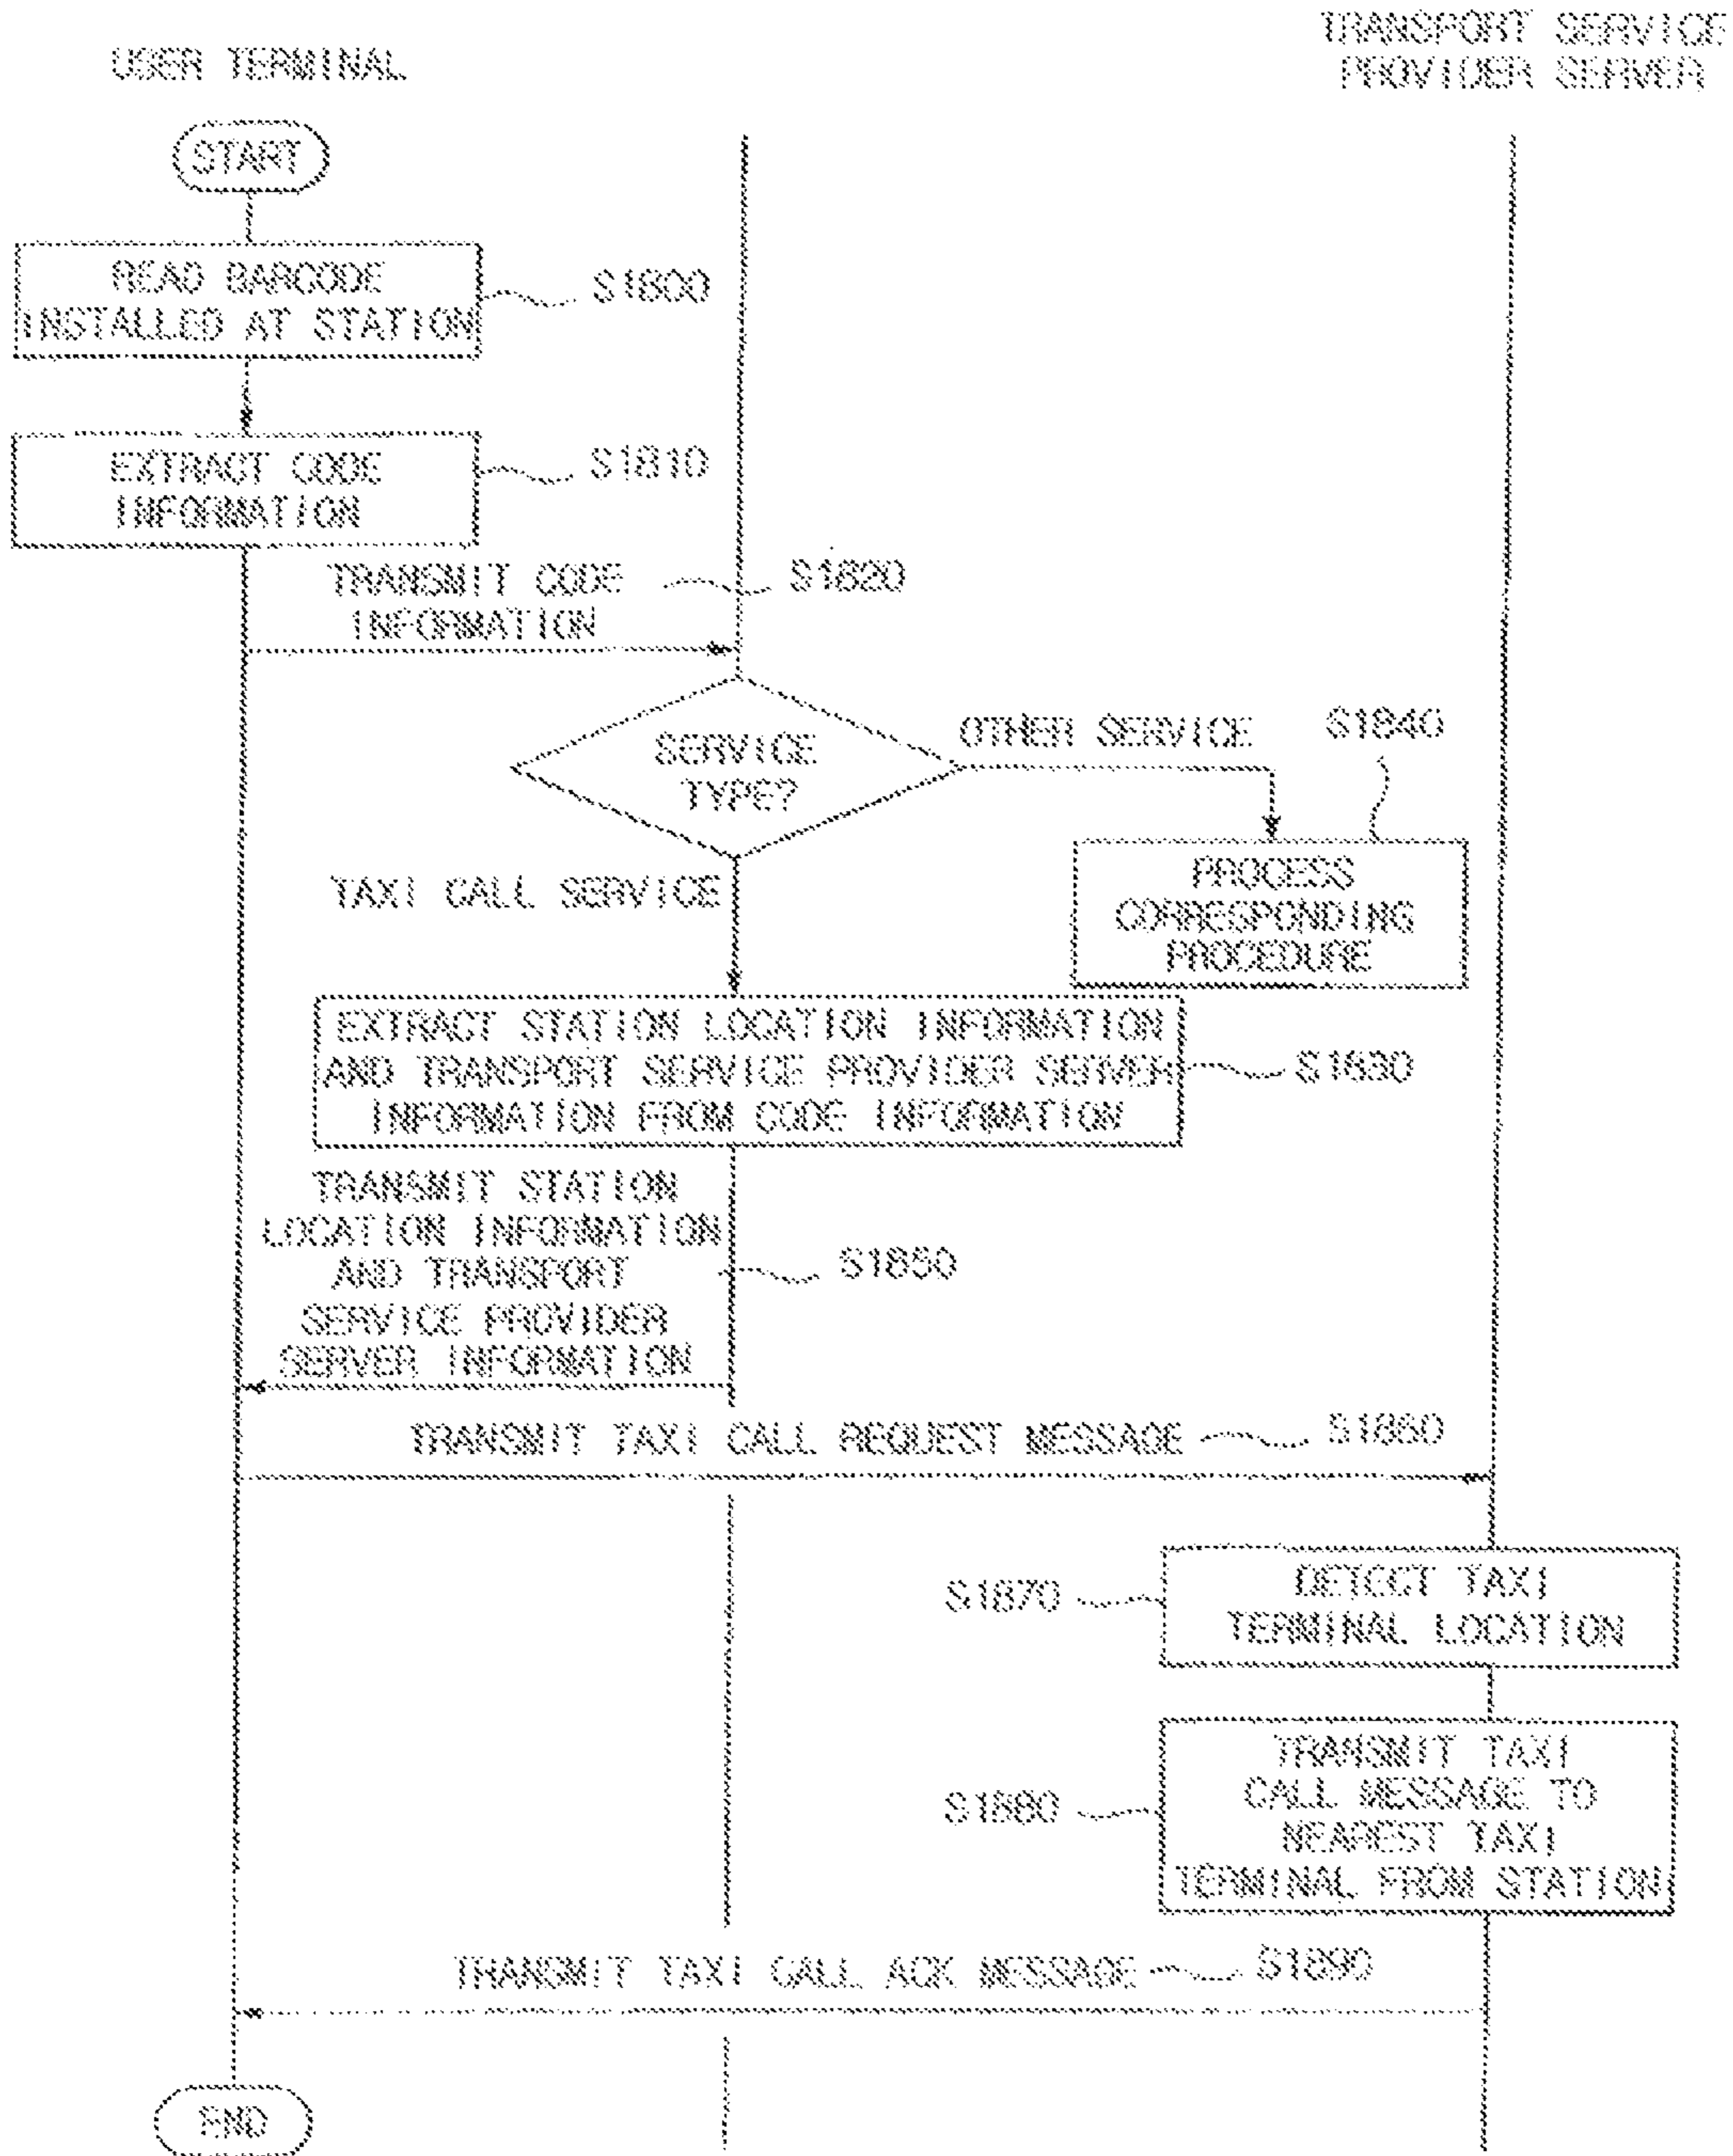 TRANSPORT SERVICE
PROVIDER SERVER
USER TERMINAL
START
READ BARCODE
INSTALLED AT STATION
S1800
EXTRACT CODE
INFORMATION
S1810
TRANSMIT CODE
INFORMATION
S1820
SERVICE
TYPE?
OTHER SERVICE
S1840
PROCESS
CORRESPONDING
PROCEDURE
TAXI CALL SERVICE
EXTRACT STATION LOCATION INFORMATION
AND TRANSPORT SERVICE PROVIDER SERVER
INFORMATION FROM CODE INFORMATION
S1830
TRANSMIT STATION
LOCATION INFORMATION
AND TRANSPORT
SERVICE PROVIDER
SERVER INFORMATION
S1850
TRANSMIT TAXI CALL REQUEST MESSAGE
S1860
DETECT TAXI
TERMINAL LOCATION
S1870
TRANSMIT TAXI
CALL MESSAGE TO
NEAREST TAXI
TERMINAL FROM STATION
S1880
TRANSMIT TAXI CALL ACK MESSAGE
S1890
END